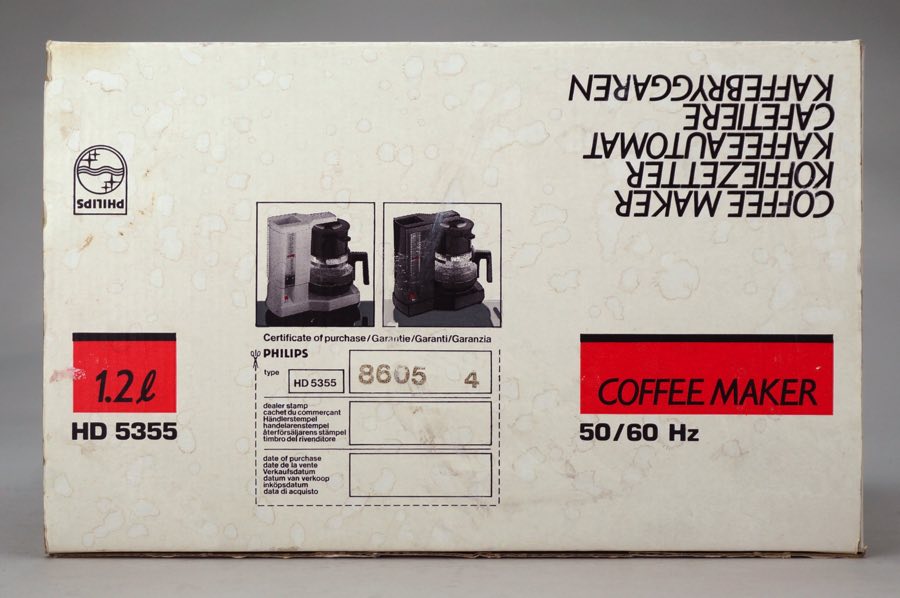 COFFEE MAKER
KOFFIEZETTER
KAFFEEAUTOMAT
CAFETIERE
KAFFEBRYGGAREN
PHILIPS
1.2 ℓ
HD 5355
Certificate of purchase/Garantie/Garanti/Garanzia
PHILIPS
type
HD 5355
8605 4
dealer stamp
cachet du commerçant
Händlerstempel
handelarenstempel
återförsäljarens stämpel
timbro del rivenditore
date of purchase
date de la vente
Verkaufsdatum
datum van verkoop
inköpsdatum
data di acquisto
COFFEE MAKER
50/60 Hz